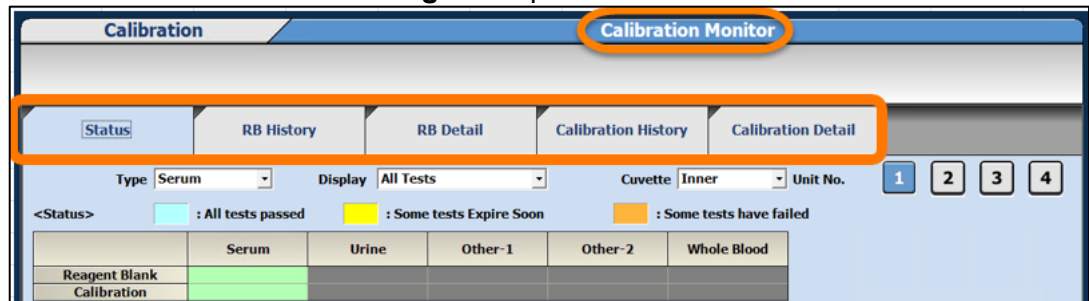 Calibration Calibration Monitor
Status RB History RB Detail Calibration History Calibration Detail
Type Serum Display All Tests Cuvette Inner Unit No. 1 2 3 4
<Status> : All tests passed : Some tests Expire Soon : Some tests have failed
Serum Urine Other-1 Other-2 Whole Blood
Reagent Blank
Calibration